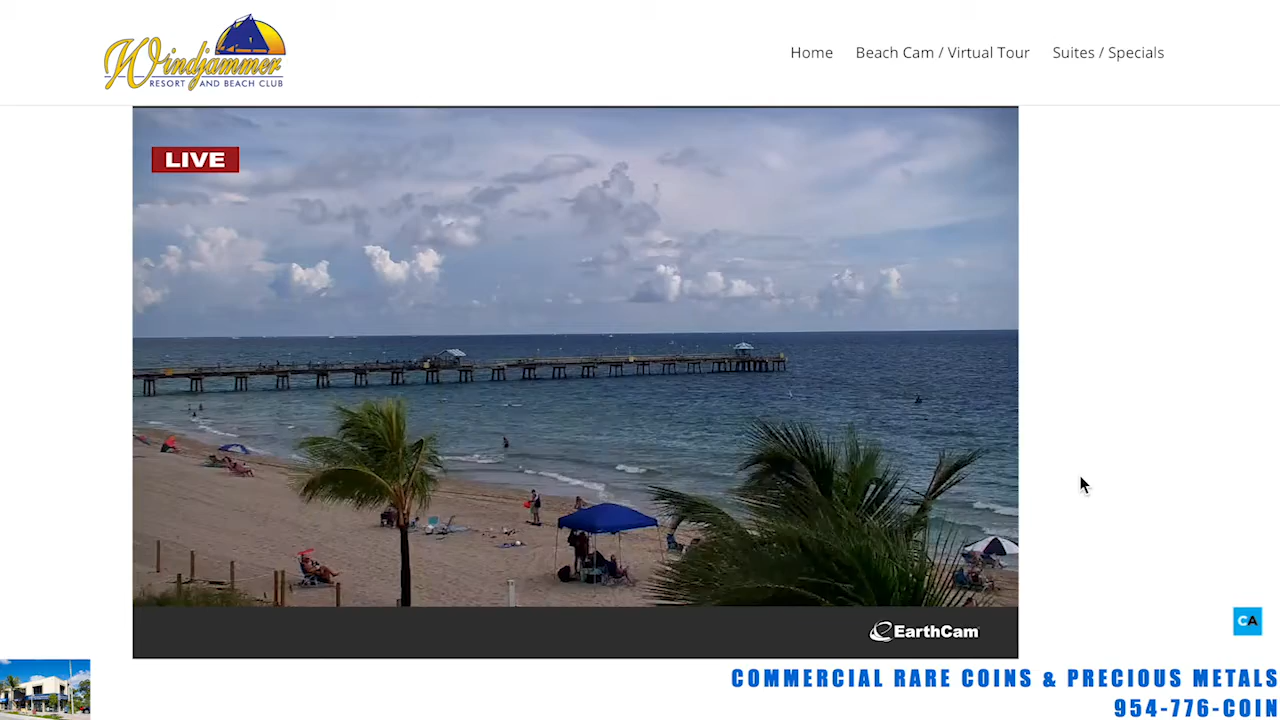 Windjammer
RESORT AND BEACH CLUB
Home
Beach Cam / Virtual Tour
Suites / Specials
LIVE
EarthCam
CA
COMMERCIAL RARE COINS & PRECIOUS METALS
954-776-COIN